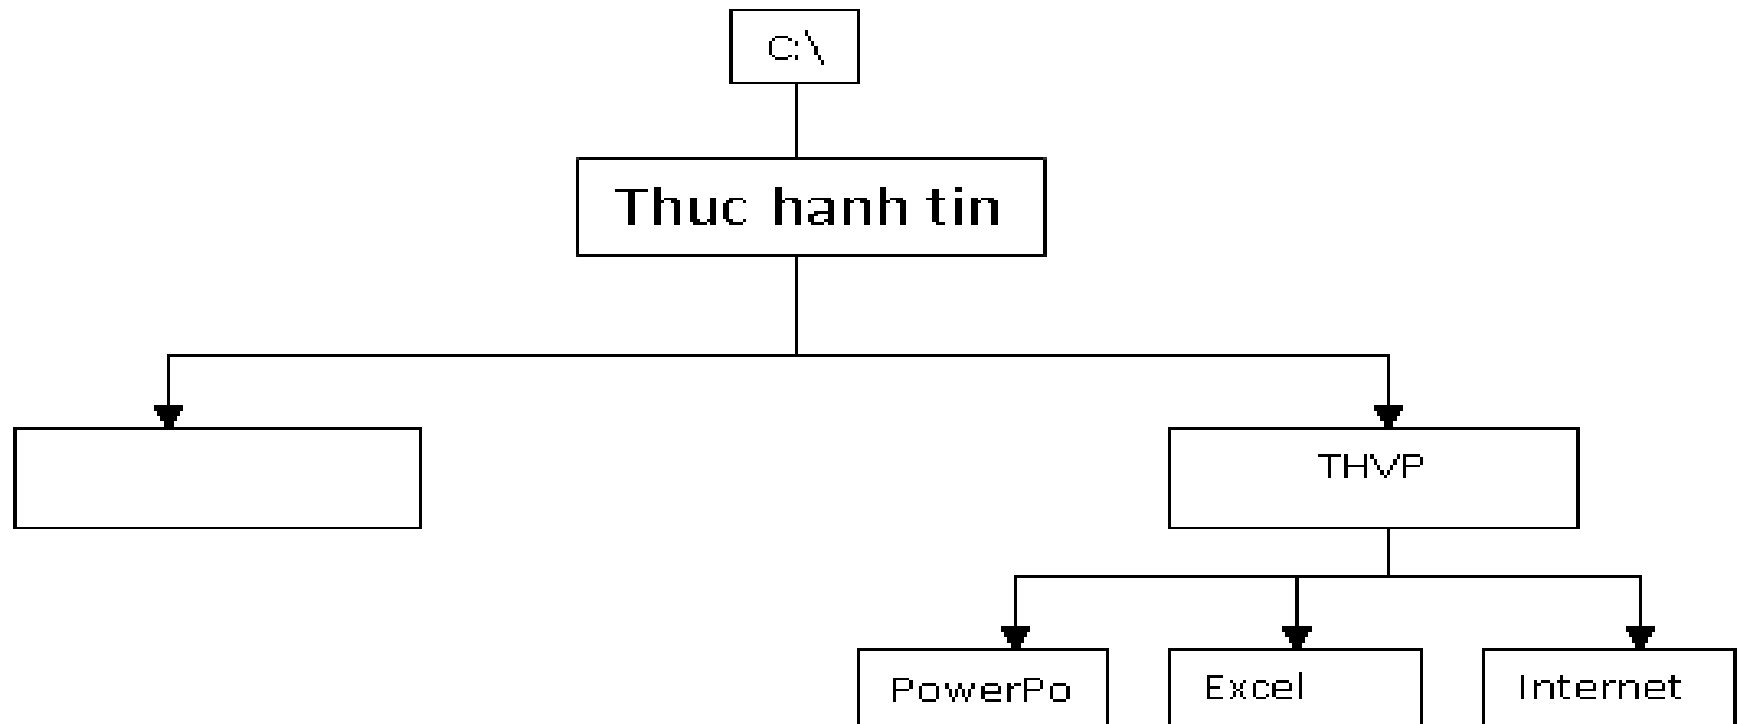 C:\
Thuc hanh tin
THVP
PowerPo
Excel
Internet